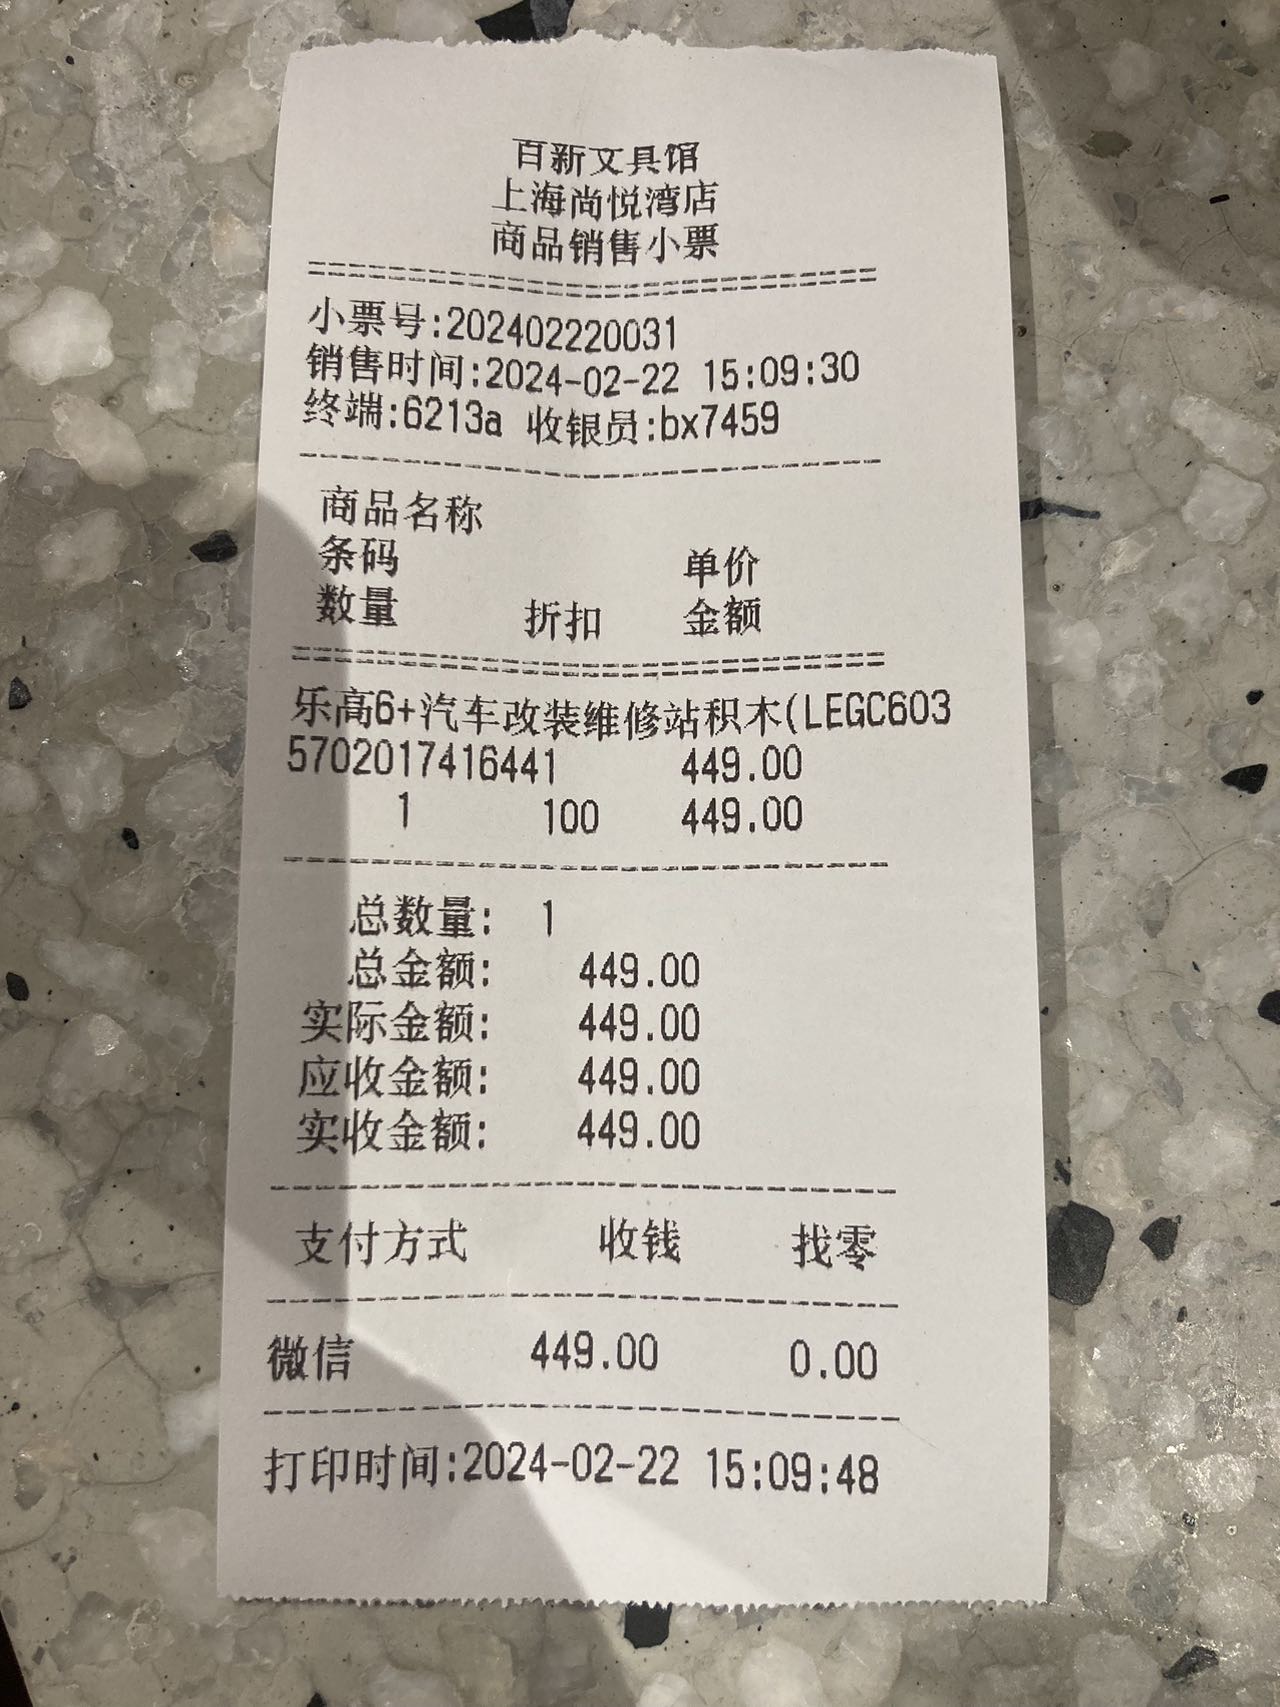 百新文具馆
上海尚悦湾店
商品销售小票
================================
小票号:202402220031
销售时间:2024-02-22 15:09:30
终端:6213a 收银员:bx7459
--------------------------------
商品名称
条码 单价
数量 折扣 金额
================================
乐高6+汽车改装维修站积木(LEGC603
5702017416441 449.00
1 100 449.00
--------------------------------
总数量: 1
总金额: 449.00
实际金额: 449.00
应收金额: 449.00
实收金额: 449.00
--------------------------------
支付方式 收钱 找零
--------------------------------
微信 449.00 0.00
--------------------------------
打印时间:2024-02-22 15:09:48